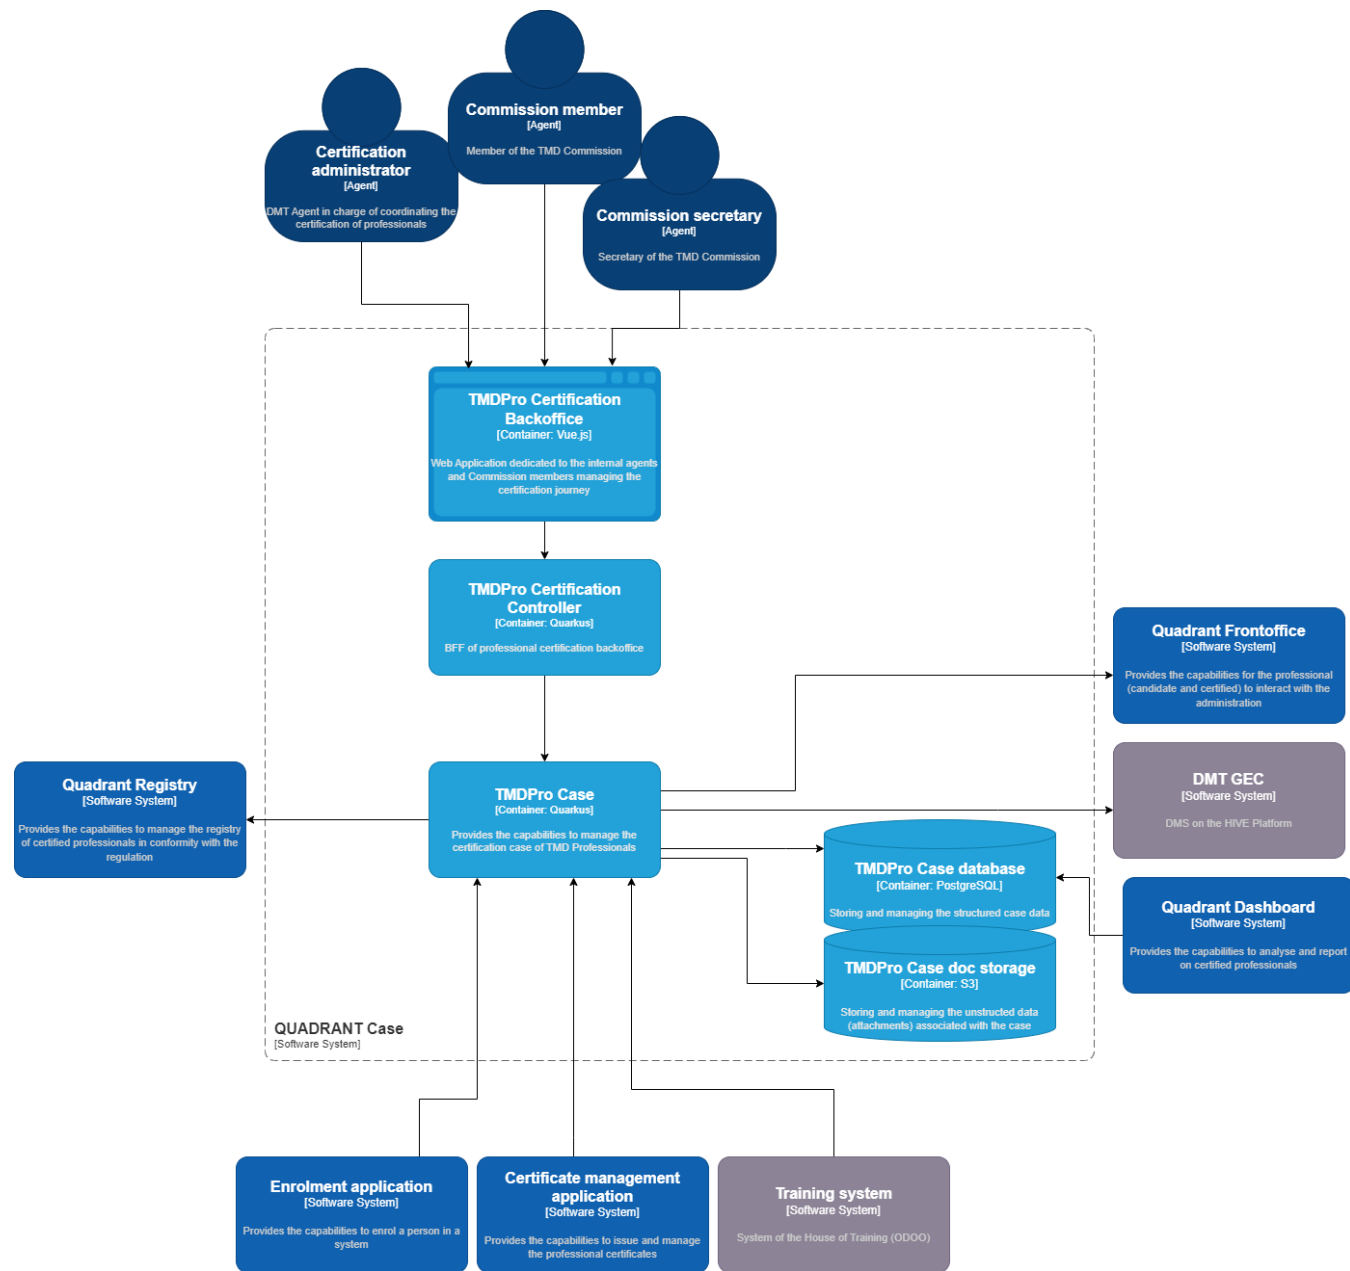 Commission member
[Agent]
Member of the TMD Commission
Certification
administrator
[Agent]
DMT Agent in charge of coordinating the
certification of professionals
Commission secretary
[Agent]
Secretary of the TMD Commission
TMDPro Certification
Backoffice
[Container: Vue.js]
Web Application dedicated to the internal agents
and Commission members managing the
certification journey
TMDPro Certification
Controller
[Container: Quarkus]
BFF of professional certification backoffice
Quadrant Frontoffice
[Software System]
Provides the capabilities for the professional
(candidate and certified) to interact with the
administration
Quadrant Registry
[Software System]
Provides the capabilities to manage the registry
of certified professionals in conformity with the
regulation
TMDPro Case
[Container: Quarkus]
Provides the capabilities to manage the
certification case of TMD Professionals
DMT GEC
[Software System]
DMS on the HIVE Platform
TMDPro Case database
[Container: PostgreSQL]
Storing and managing the structured case data
Quadrant Dashboard
[Software System]
Provides the capabilities to analyse and report
on certified professionals
TMDPro Case doc storage
[Container: S3]
Storing and managing the unstructed data
(attachments) associated with the case
QUADRANT Case
[Software System]
Enrolment application
[Software System]
Provides the capabilities to enrol a person in a
system
Certificate management
application
[Software System]
Provides the capabilities to issue and manage
the professional certificates
Training system
[Software System]
System of the House of Training (ODOO)